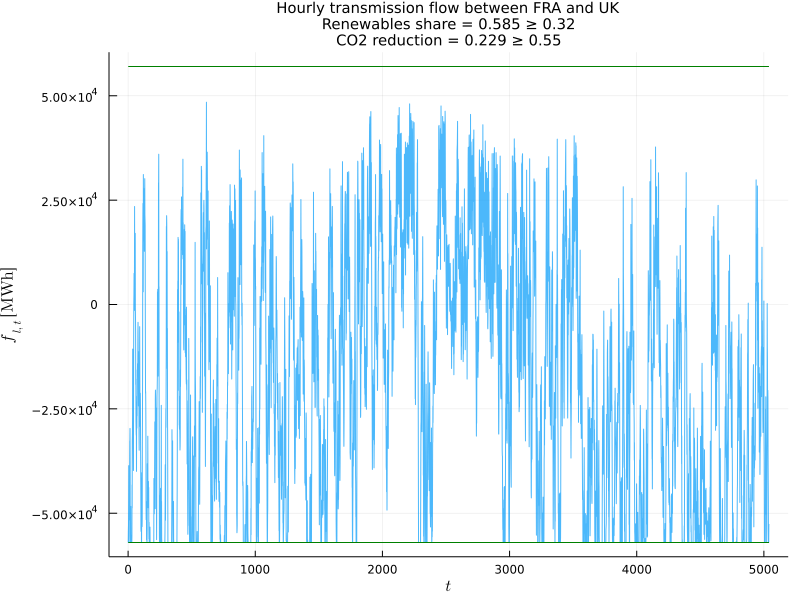 Hourly transmission flow between FRA and UK
Renewables share = 0.585 ≥ 0.32
CO2 reduction = 0.229 ≥ 0.55
5.00×10⁴
2.50×10⁴
0
−2.50×10⁴
−5.00×10⁴
f_{l,t} [MWh]
0 1000 2000 3000 4000 5000
t